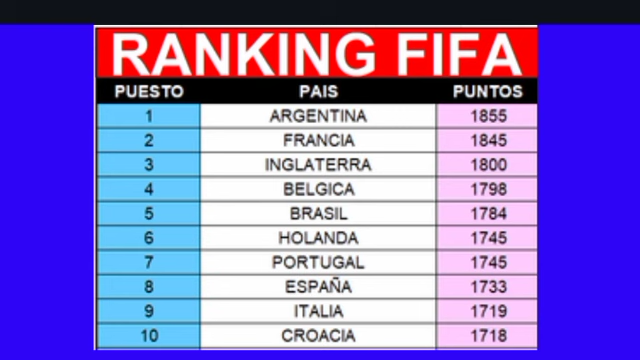 RANKING FIFA
PUESTO PAIS PUNTOS
1 ARGENTINA 1855
2 FRANCIA 1845
3 INGLATERRA 1800
4 BELGICA 1798
5 BRASIL 1784
6 HOLANDA 1745
7 PORTUGAL 1745
8 ESPAÑA 1733
9 ITALIA 1719
10 CROACIA 1718